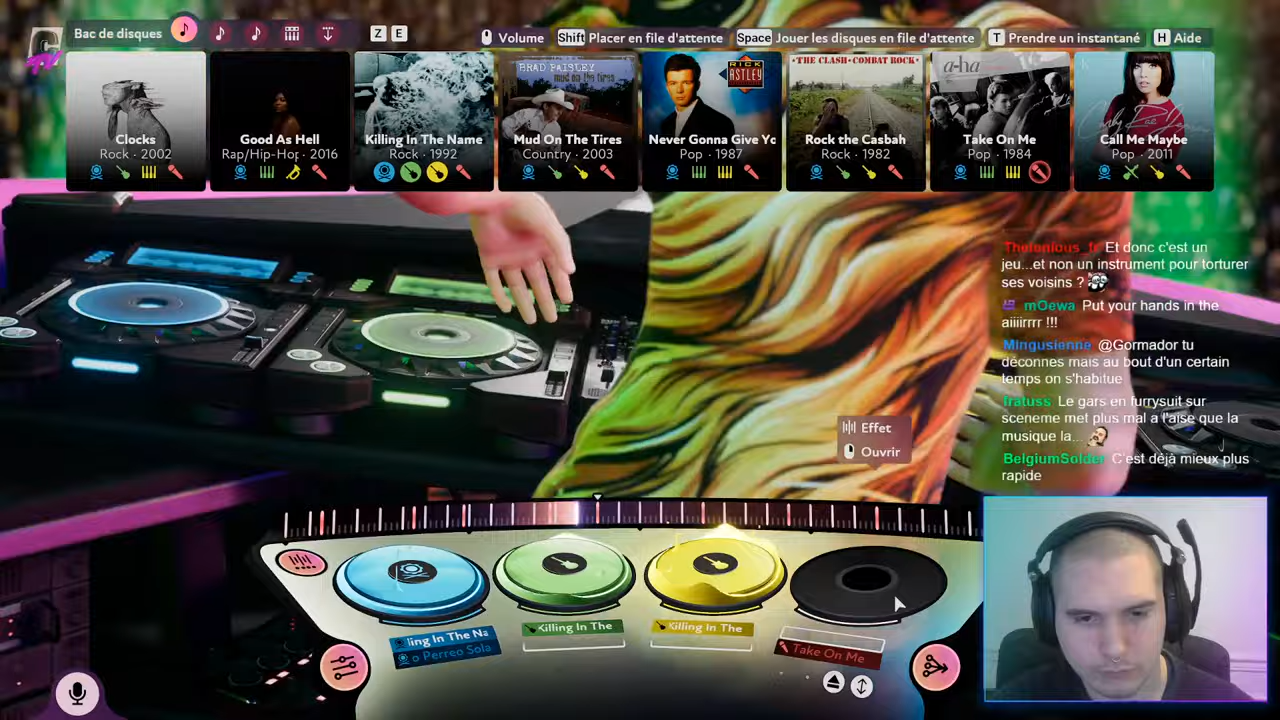 Bac de disques
Z E
Volume Shift Placer en file d'attente Space Jouer les disques en file d'attente T Prendre un instantané H Aide
Clocks
Rock · 2002
Good As Hell
Rap/Hip-Hop · 2016
Killing In The Name
Rock · 1992
BRAD PAISLEY
mud on the tires
Mud On The Tires
Country · 2003
RICK ASTLEY
Never Gonna Give Yo
Pop · 1987
THE CLASH · COMBAT ROCK
Rock the Casbah
Rock · 1982
a-ha
Take On Me
Pop · 1984
Call Me Maybe
Pop · 2011
Thelonious_fr Et donc c'est un
jeu...et non un instrument pour torturer
ses voisins ?
mOewa Put your hands in the
aiiiirrrr !!!
Mingusienne @Gormador tu
déconnes mais au bout d'un certain
temps on s'habitue
fratuss Le gars en furrysuit sur
sceneme met plus mal a l'aise que la
musique la...
BelgiumSolder C'est déjà mieux plus
rapide
Effet
Ouvrir
ling In The Na
o Perreo Sola
Killing In The
Killing In The
Take On Me